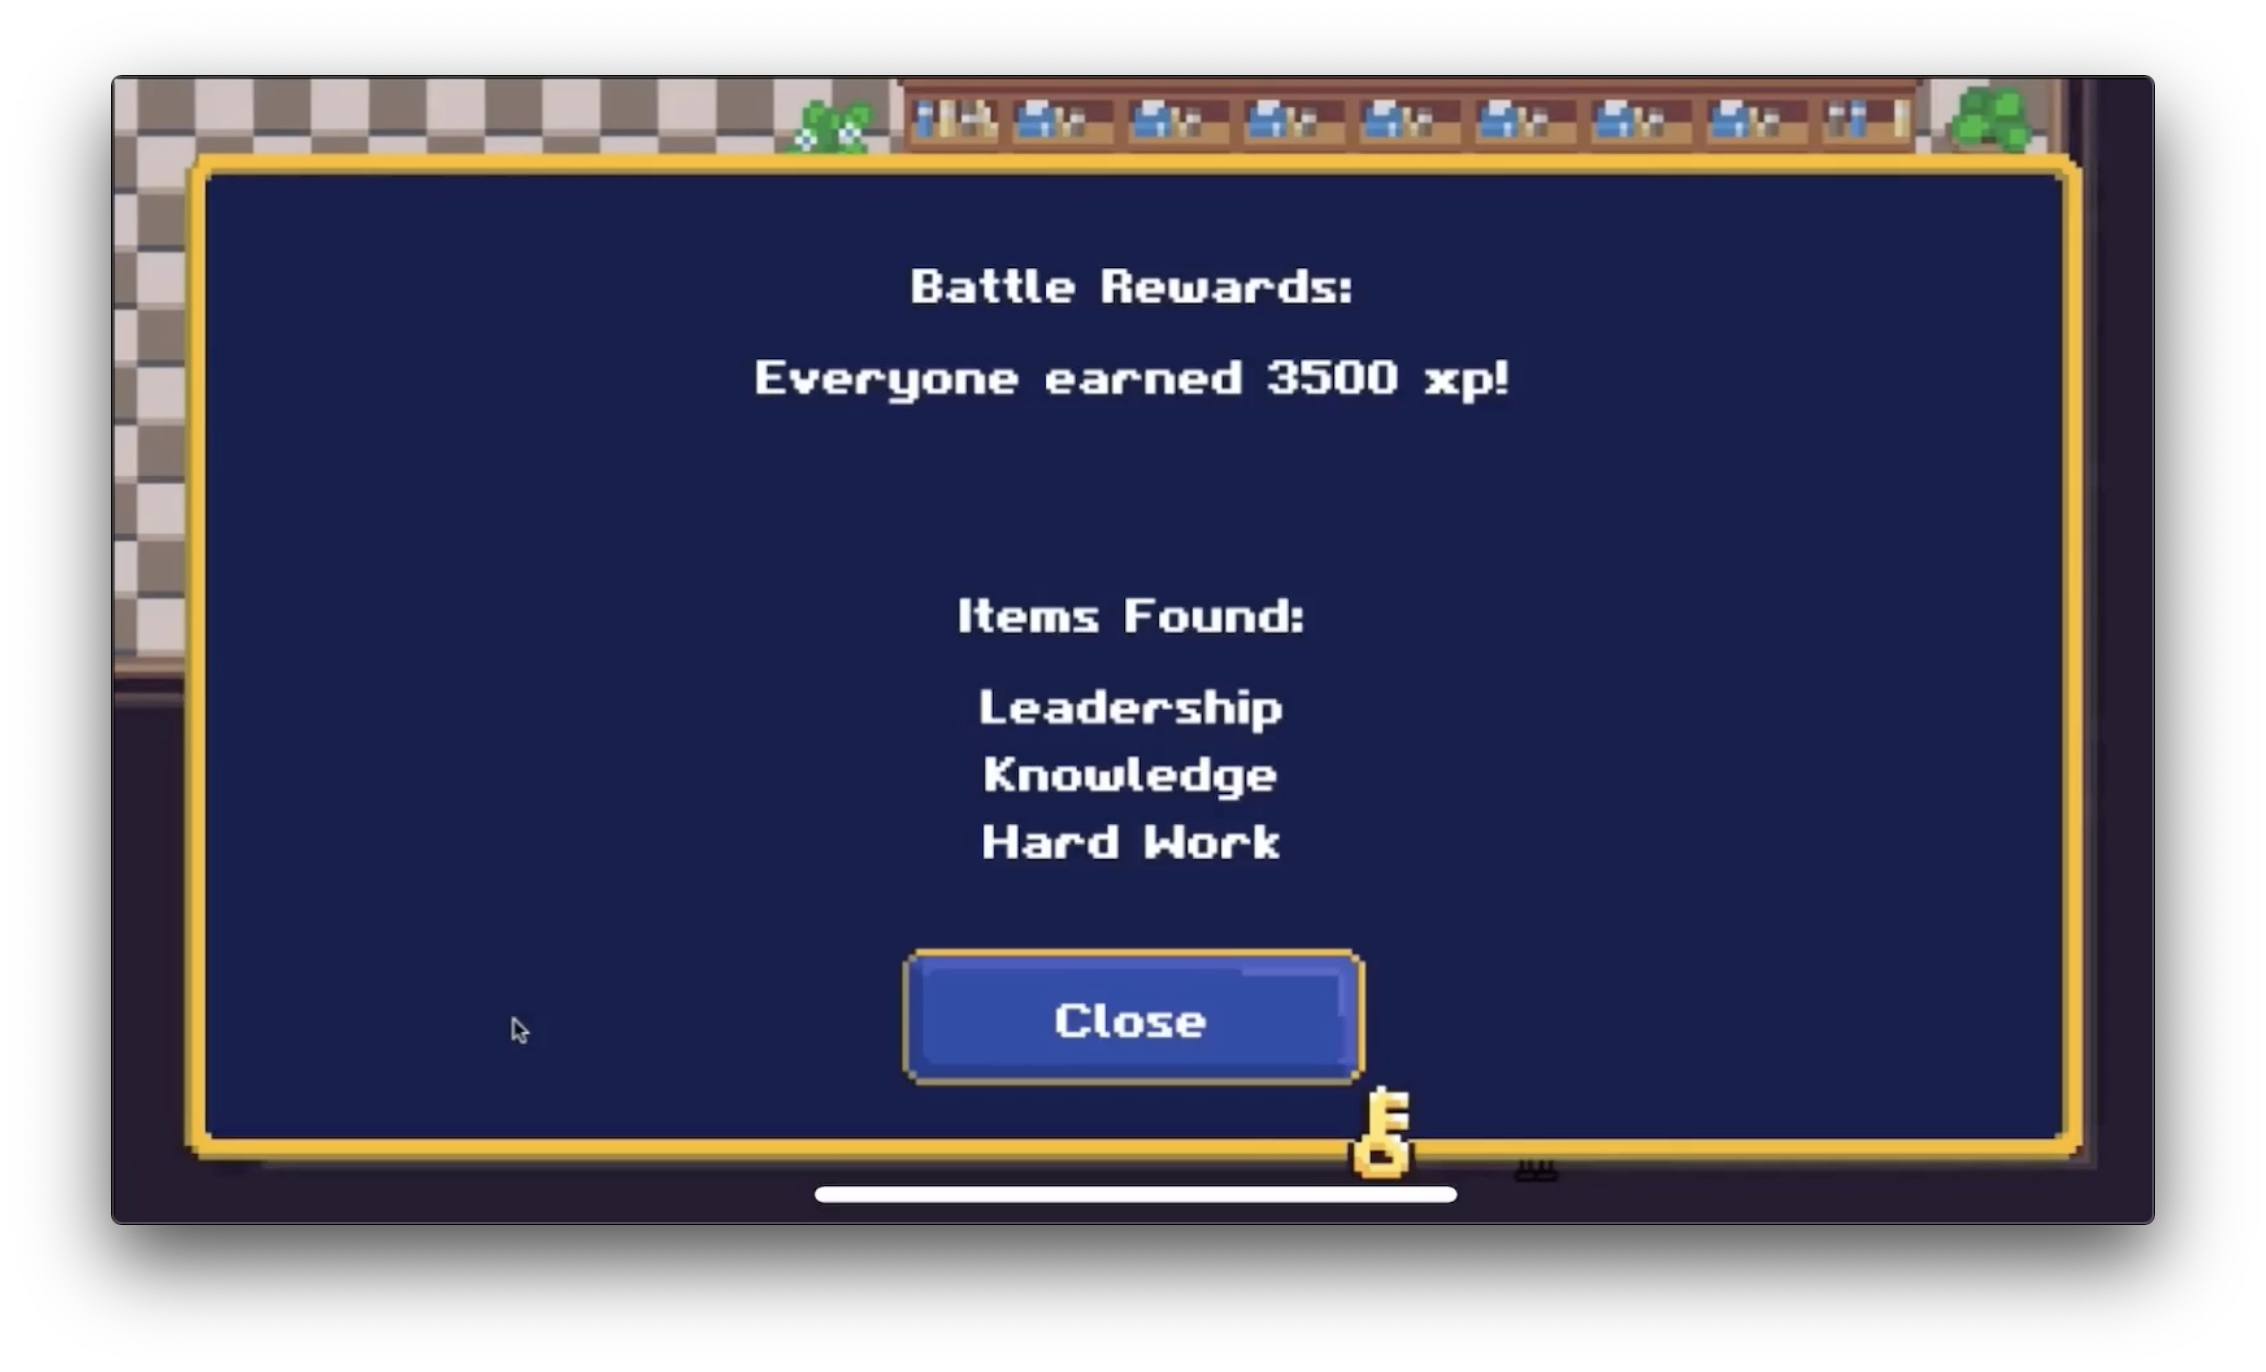 Battle Rewards:
Everyone earned 3500 xp!
Items Found:
Leadership
Knowledge
Hard Work
Close